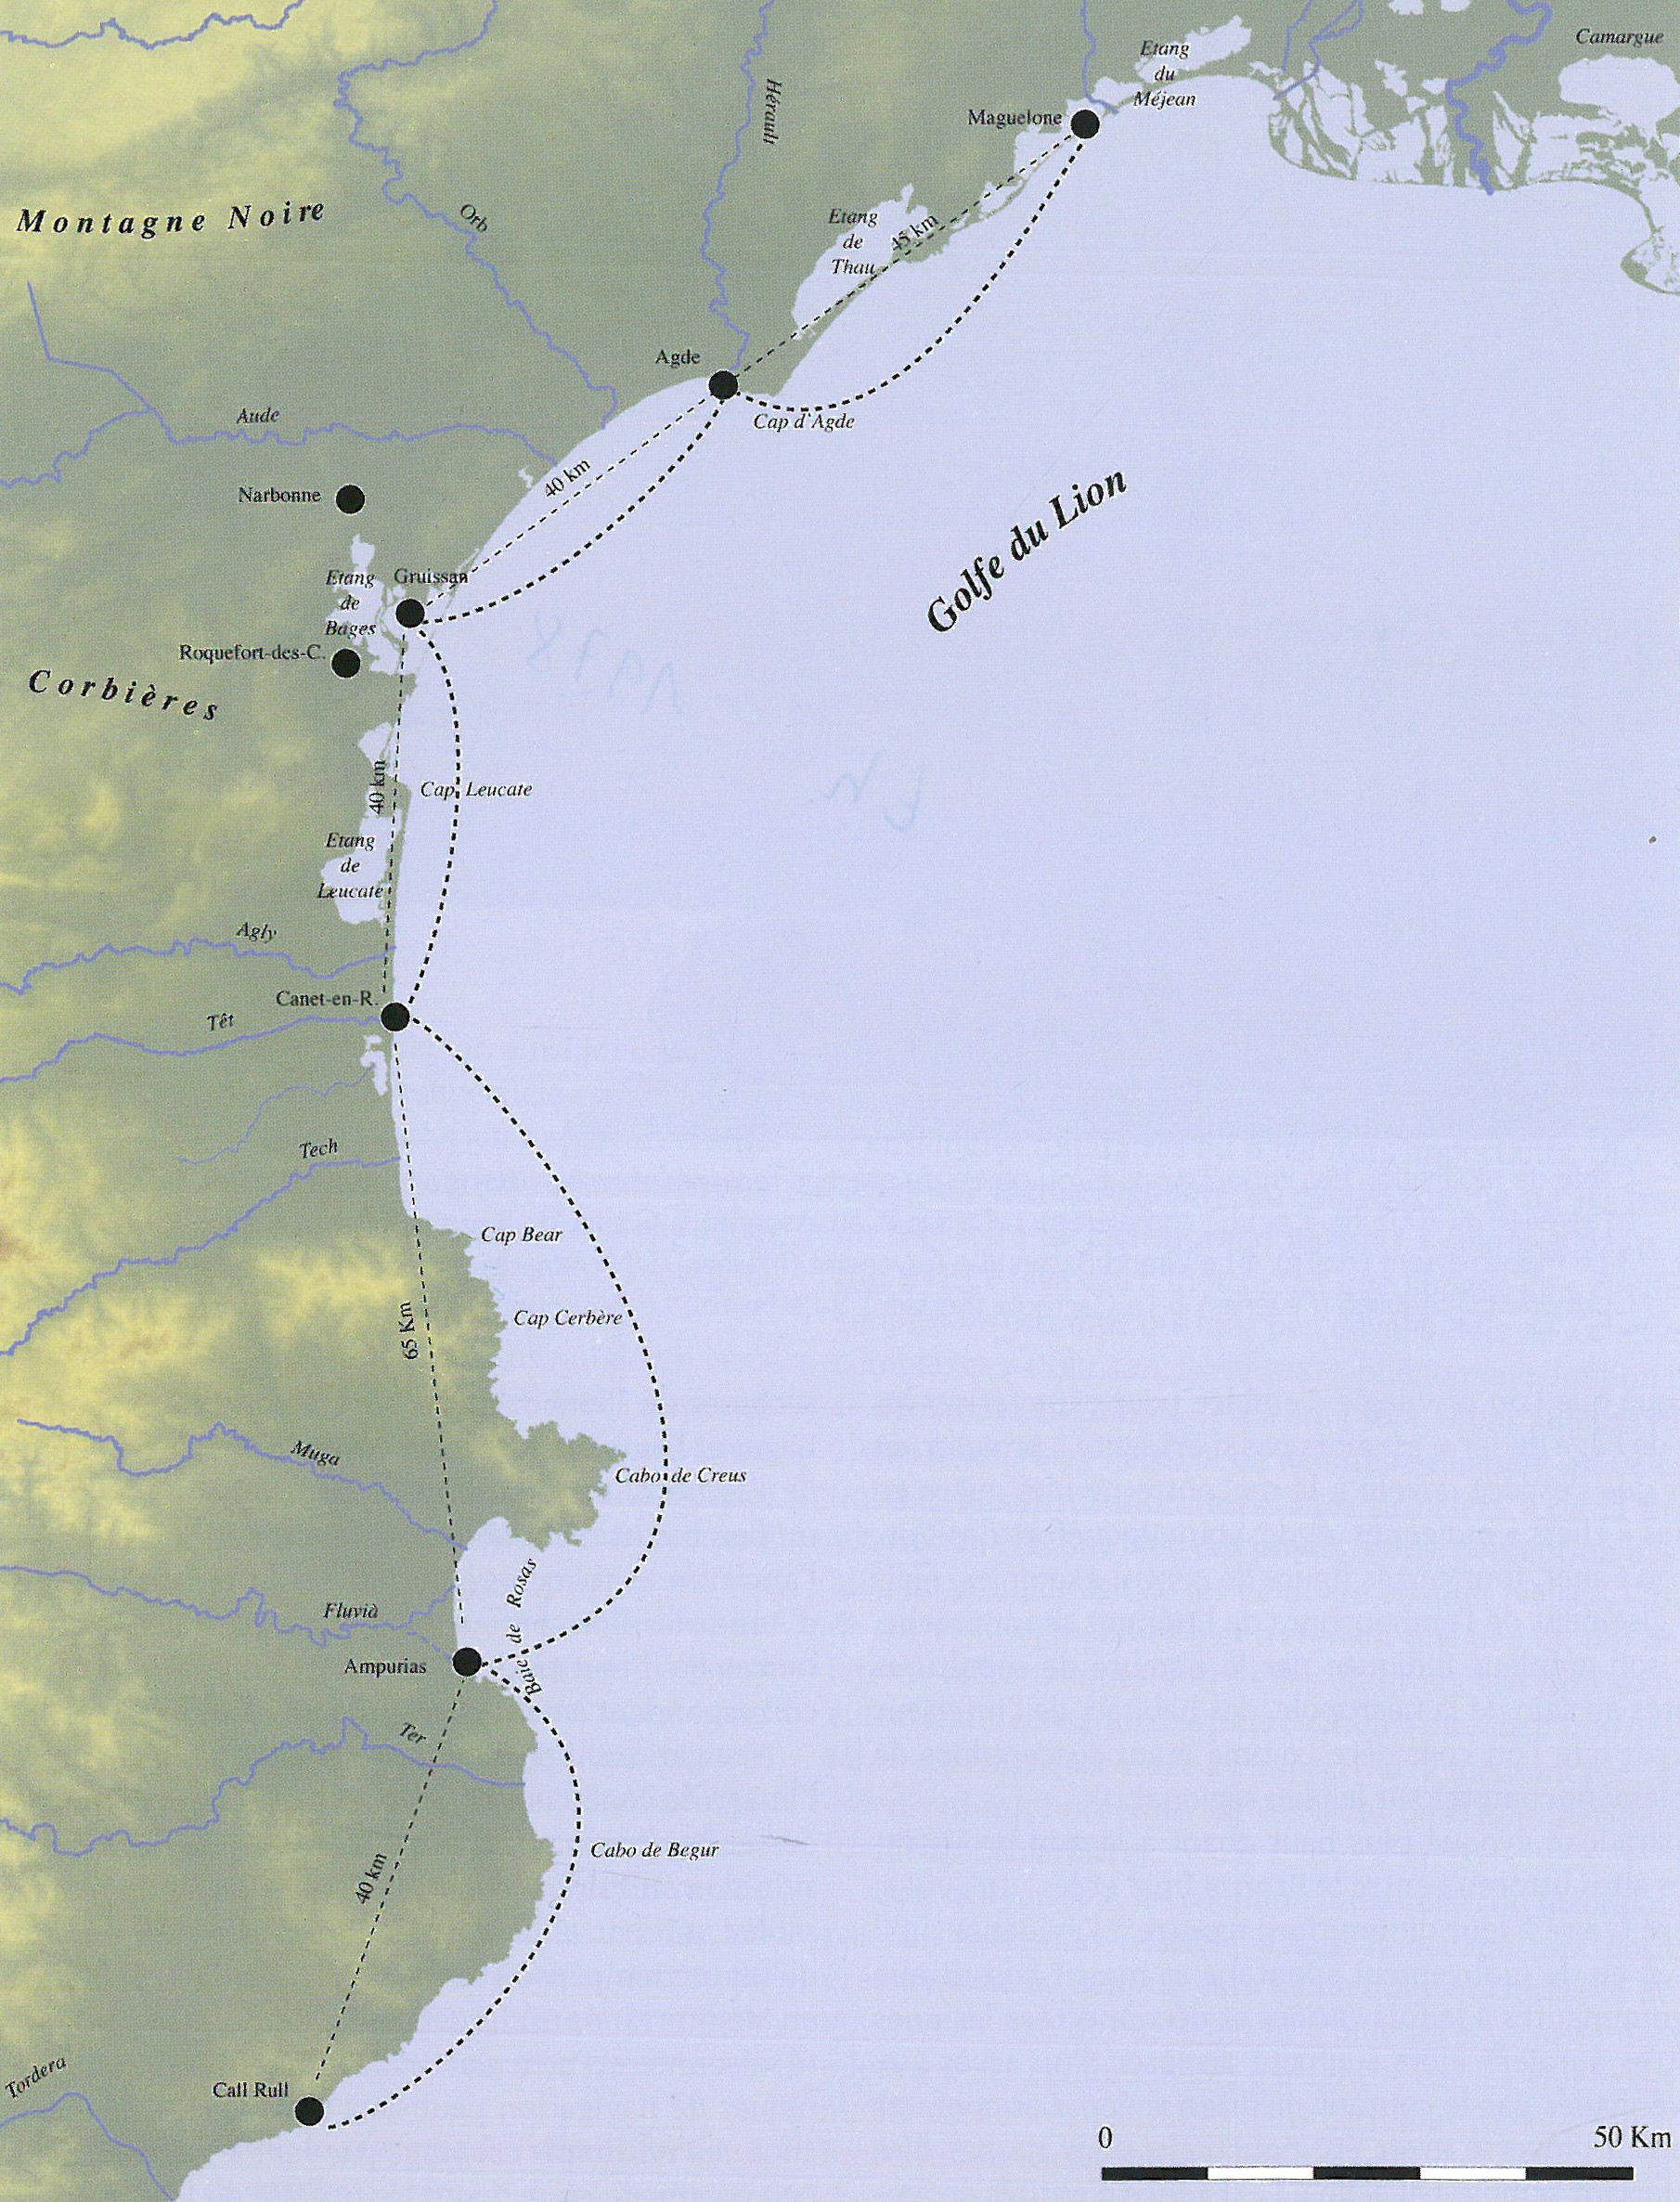 Camargue
Etang
du
Méjean
Maguelone
Hérault
Montagne Noire
Orb
Etang
de
Thau
45 km
Agde
Cap d'Agde
Aude
40 km
Narbonne
Golfe du Lion
Etang
de
Bages
Gruissan
Roquefort-des-C.
Corbières
40 km
Cap Leucate
Etang
de
Leucate
Agly
Canet-en-R.
Têt
Tech
Cap Bear
Cap Cerbère
65 Km
Muga
Cabo de Creus
Baie de Rosas
Fluvià
Ampurias
Ter
Cabo de Begur
40 km
Tordera
Call Rull
0
50 Km